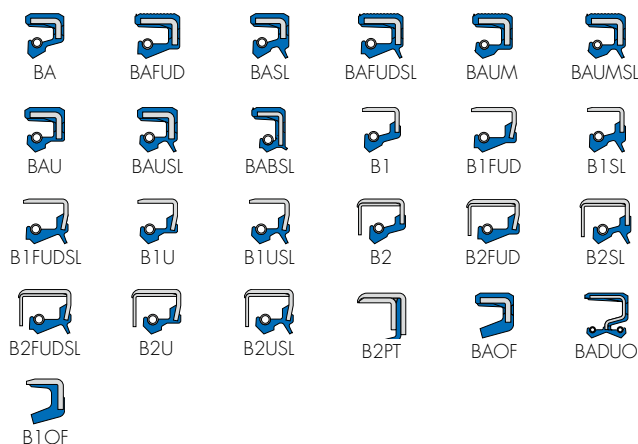 BA BAFUD BASL BAFUDSL BAUM BAUMSL
BAU BAUSL BABSL B1 B1FUD B1SL
B1FUDSL B1U B1USL B2 B2FUD B2SL
B2FUDSL B2U B2USL B2PT BAOF BADUO
B1OF